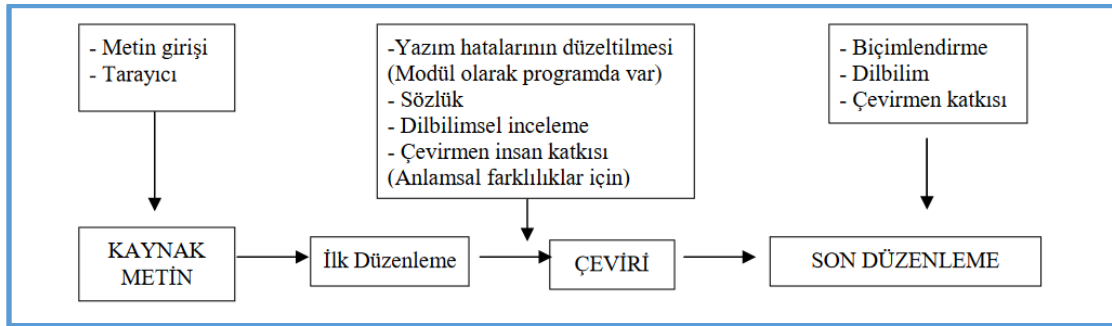 - Metin girişi
- Tarayıcı
-Yazım hatalarının düzeltilmesi
(Modül olarak programda var)
- Sözlük
- Dilbilimsel inceleme
- Çevirmen insan katkısı
(Anlamsal farklılıklar için)
- Biçimlendirme
- Dilbilim
- Çevirmen katkısı
KAYNAK
METİN
İlk Düzenleme
ÇEVİRİ
SON DÜZENLEME